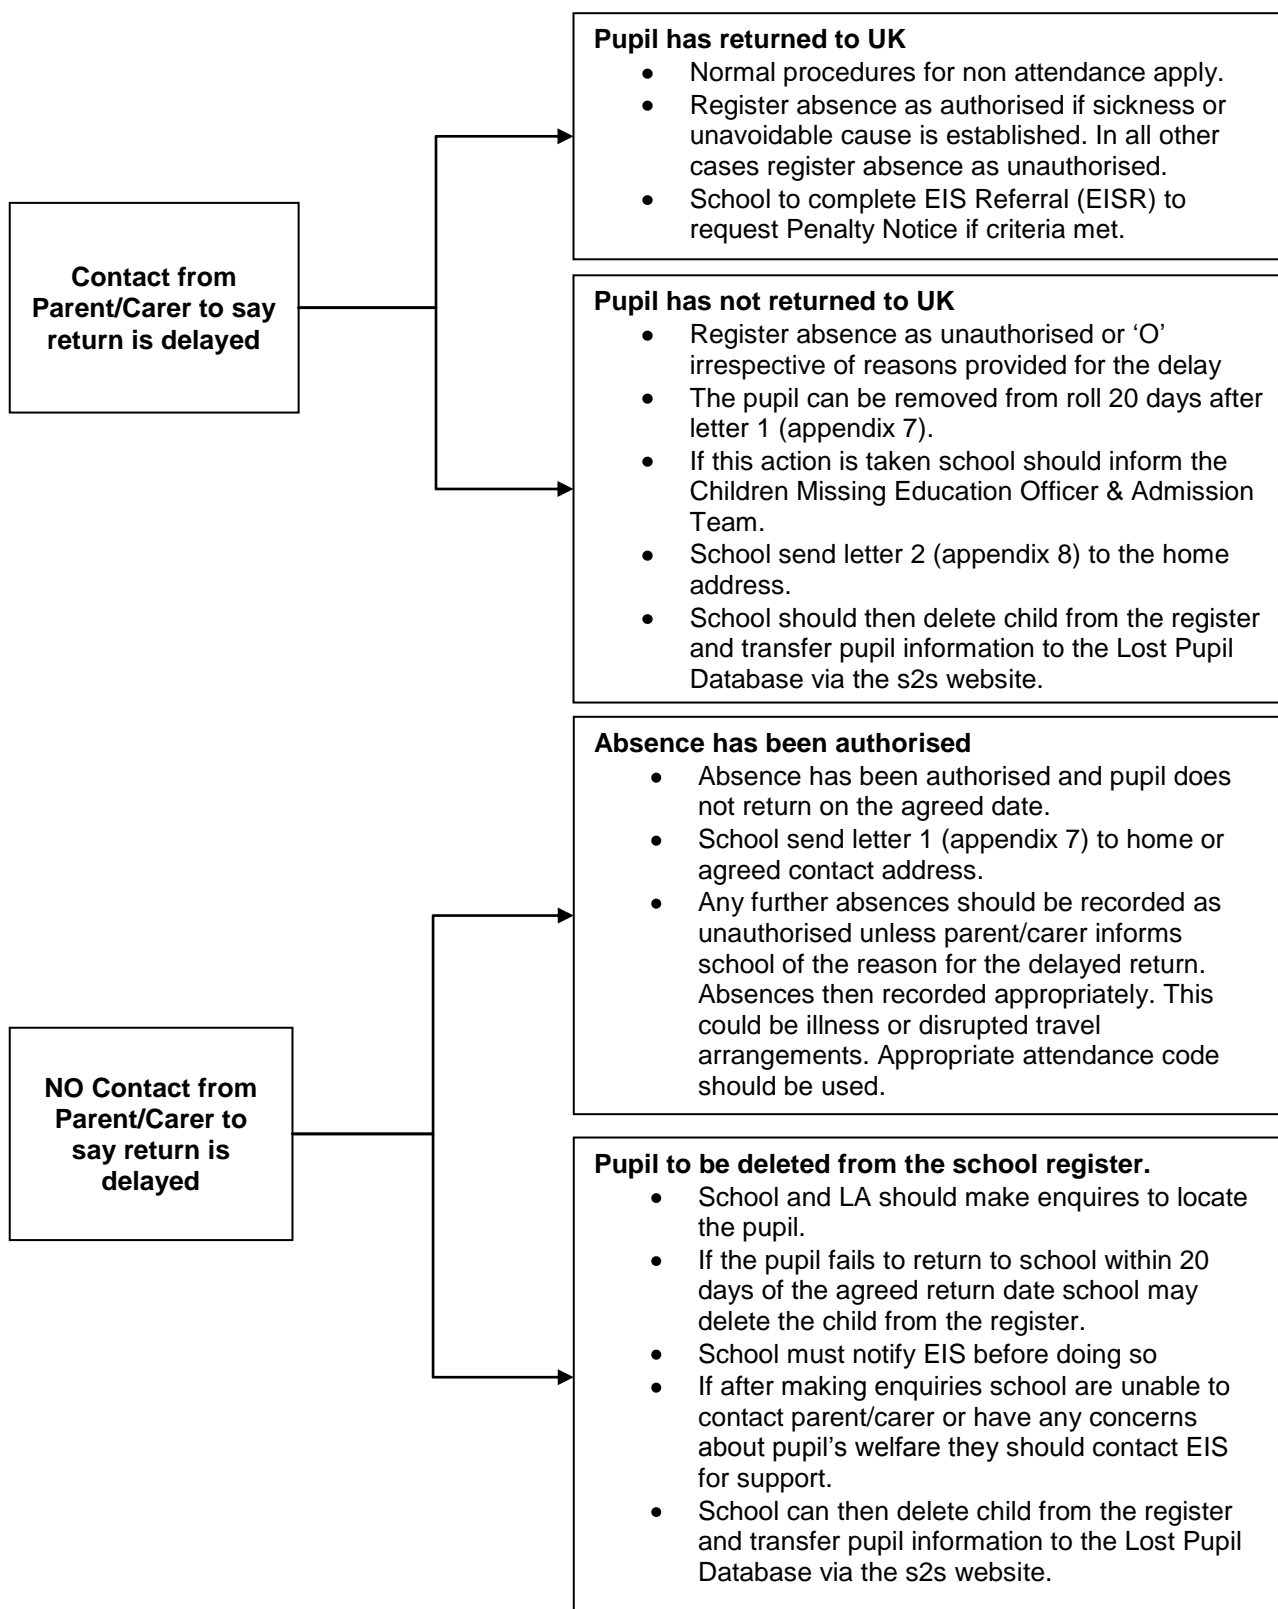 Contact from
Parent/Carer to say
return is delayed
Pupil has returned to UK
• Normal procedures for non attendance apply.
• Register absence as authorised if sickness or
unavoidable cause is established. In all other
cases register absence as unauthorised.
• School to complete EIS Referral (EISR) to
request Penalty Notice if criteria met.
Pupil has not returned to UK
• Register absence as unauthorised or ‘O’
irrespective of reasons provided for the delay
• The pupil can be removed from roll 20 days after
letter 1 (appendix 7).
• If this action is taken school should inform the
Children Missing Education Officer & Admission
Team.
• School send letter 2 (appendix 8) to the home
address.
• School should then delete child from the register
and transfer pupil information to the Lost Pupil
Database via the s2s website.
NO Contact from
Parent/Carer to
say return is
delayed
Absence has been authorised
• Absence has been authorised and pupil does
not return on the agreed date.
• School send letter 1 (appendix 7) to home or
agreed contact address.
• Any further absences should be recorded as
unauthorised unless parent/carer informs
school of the reason for the delayed return.
Absences then recorded appropriately. This
could be illness or disrupted travel
arrangements. Appropriate attendance code
should be used.
Pupil to be deleted from the school register.
• School and LA should make enquires to locate
the pupil.
• If the pupil fails to return to school within 20
days of the agreed return date school may
delete the child from the register.
• School must notify EIS before doing so
• If after making enquiries school are unable to
contact parent/carer or have any concerns
about pupil’s welfare they should contact EIS
for support.
• School can then delete child from the register
and transfer pupil information to the Lost Pupil
Database via the s2s website.